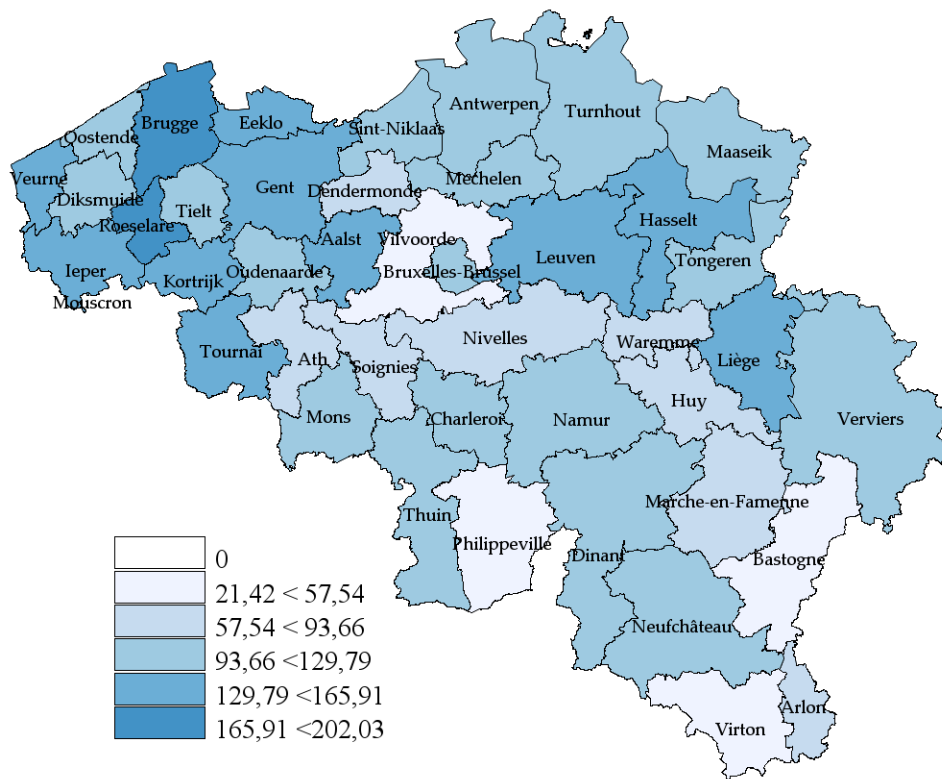 Antwerpen
Turnhout
Brugge
Eeklo
Sint-Niklaas
Oostende
Maaseik
Veurne
Mechelen
Gent
Dendermonde
Diksmuide
Tielt
Hasselt
Roeselare
Aalst
Vilvoorde
Leuven
Tongeren
Ieper
Kortrijk
Oudenaarde
Bruxelles-Brussel
Mouscron
Nivelles
Waremme
Tournai
Ath
Soignies
Liège
Huy
Mons
Charleroi
Namur
Verviers
Marche-en-Famenne
Thuin
Philippeville
Dinant
Bastogne
Neufchâteau
Arlon
Virton
0
21,42 < 57,54
57,54 < 93,66
93,66 <129,79
129,79 <165,91
165,91 <202,03